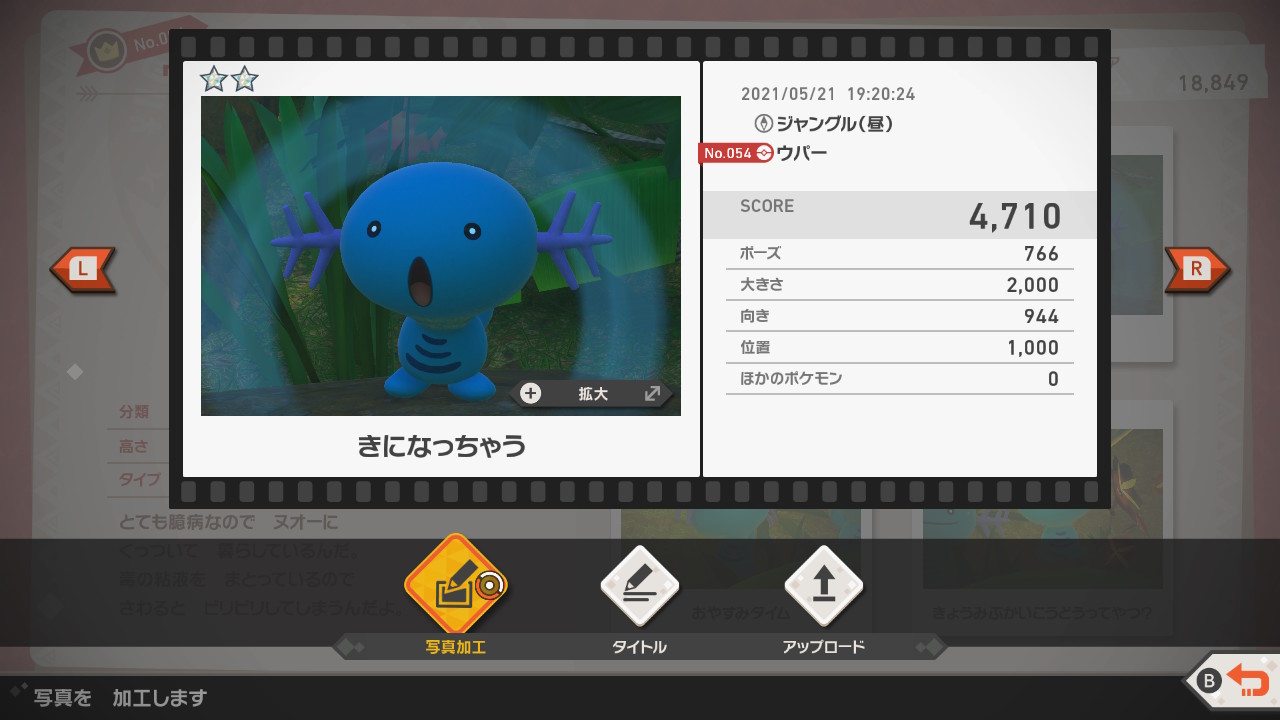 No.0
18,849
2021/05/21 19:20:24
ジャングル(昼)
No.054 ウパー
SCORE 4,710
ポーズ 766
大きさ 2,000
向き 944
位置 1,000
ほかのポケモン 0
拡大
きになっちゃう
L
R
分類
高さ
タイプ
とても臆病なので ヌオーに
くっついて 暮らしているんだ。
毒の粘液を まとっているので
さわると ピリピリしてしまうんだよ。
おやすみタイム
きょうみぶかいこうどうってやつ?
写真加工
タイトル
アップロード
写真を 加工します
B